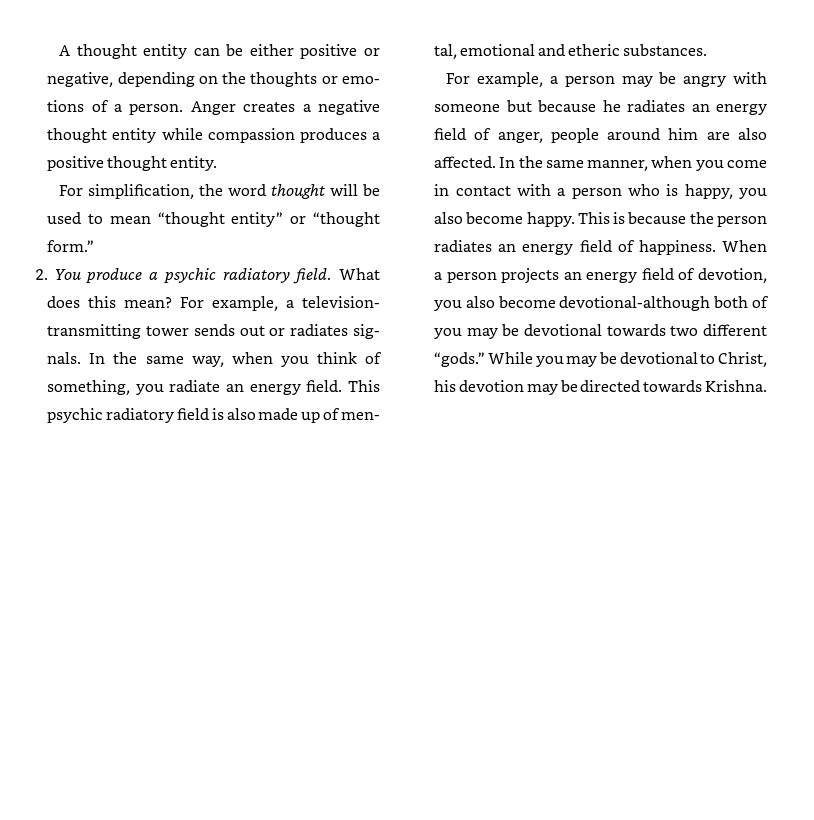 A thought entity can be either positive or
negative, depending on the thoughts or emo-
tions of a person. Anger creates a negative
thought entity while compassion produces a
positive thought entity.
For simplification, the word thought will be
used to mean “thought entity” or “thought
form.”
2. You produce a psychic radiatory field. What
does this mean? For example, a television-
transmitting tower sends out or radiates sig-
nals. In the same way, when you think of
something, you radiate an energy field. This
psychic radiatory field is also made up of men-
tal, emotional and etheric substances.
For example, a person may be angry with
someone but because he radiates an energy
field of anger, people around him are also
affected. In the same manner, when you come
in contact with a person who is happy, you
also become happy. This is because the person
radiates an energy field of happiness. When
a person projects an energy field of devotion,
you also become devotional-although both of
you may be devotional towards two different
“gods.” While you may be devotional to Christ,
his devotion may be directed towards Krishna.